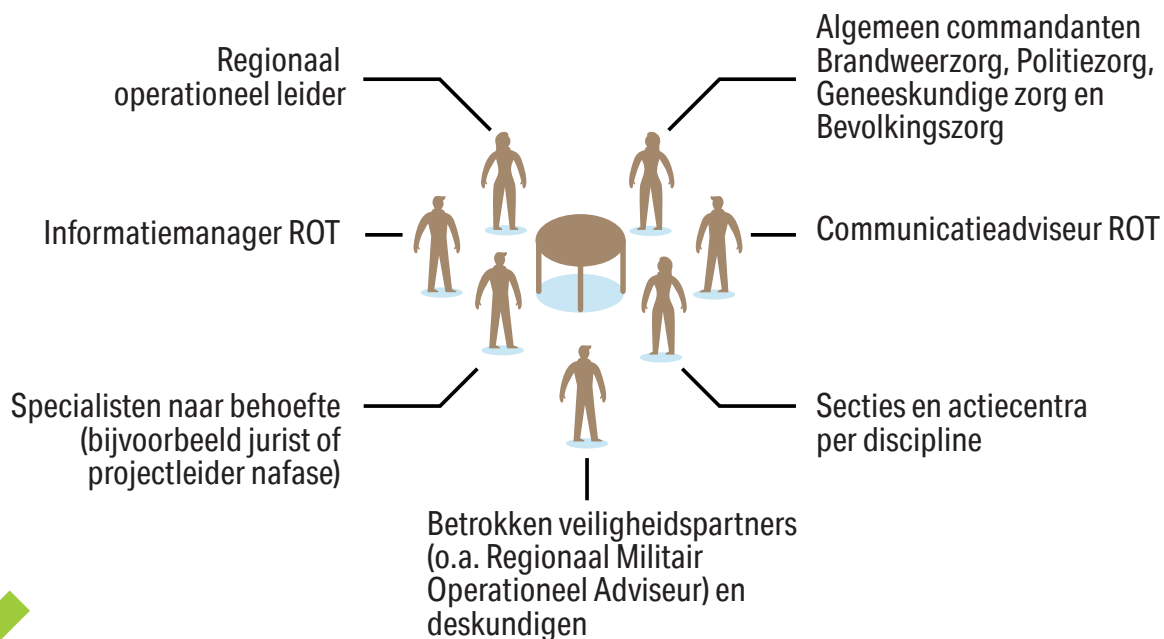 Regionaal
operationeel leider
Algemeen commandanten
Brandweerzorg, Politiezorg,
Geneeskundige zorg en
Bevolkingszorg
Informatiemanager ROT
Communicatieadviseur ROT
Specialisten naar behoefte
(bijvoorbeeld jurist of
projectleider nafase)
Secties en actiecentra
per discipline
Betrokken veiligheidspartners
(o.a. Regionaal Militair
Operationeel Adviseur) en
deskundigen